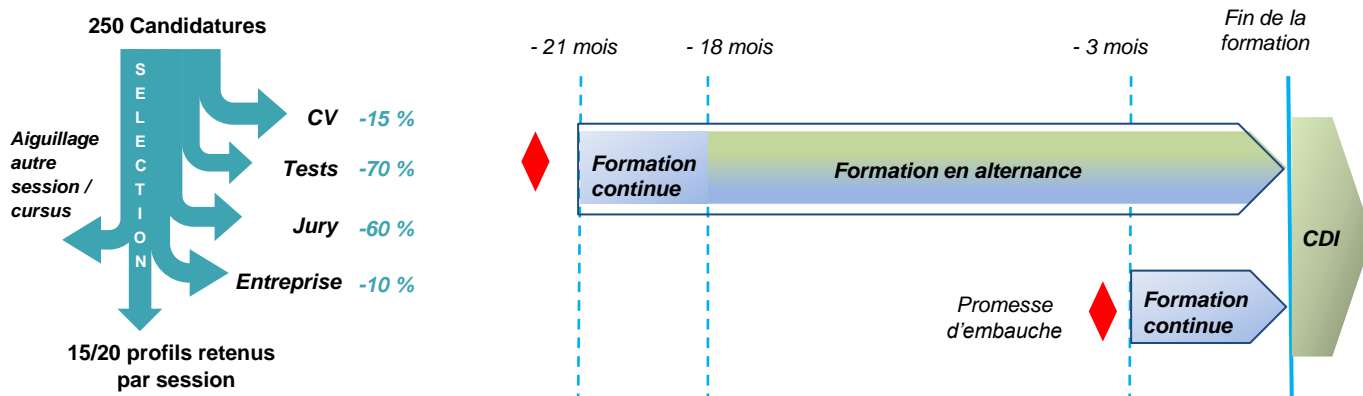 250 Candidatures
SELECTION
CV -15 %
Aiguillage
autre
session /
cursus
Tests -70 %
Jury -60 %
Entreprise -10 %
15/20 profils retenus
par session
- 21 mois
- 18 mois
- 3 mois
Fin de la
formation
Formation
continue
Formation en alternance
CDI
Promesse
d'embauche
Formation
continue